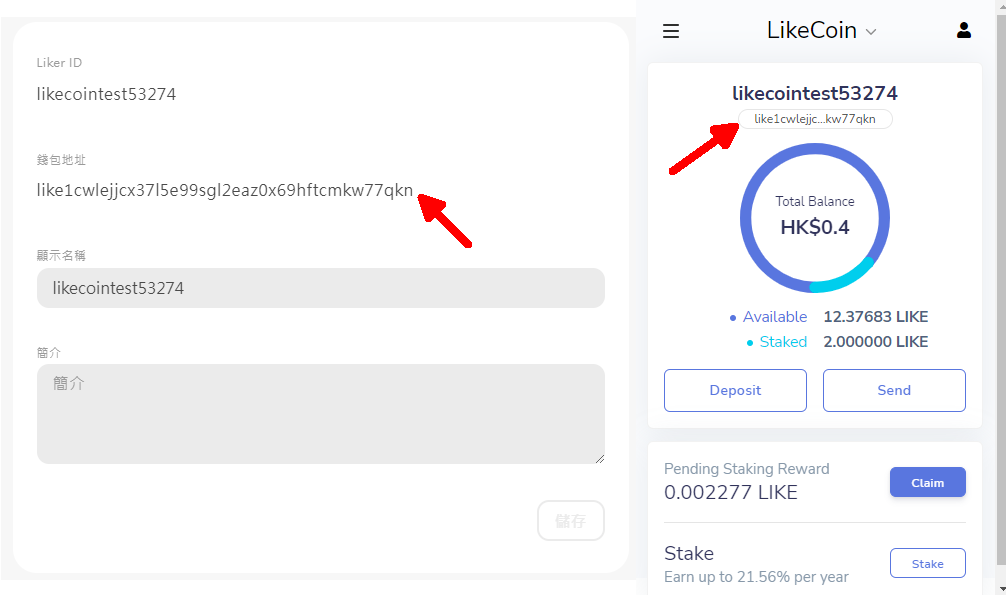 Liker ID
likecointest53274
錢包地址
like1cwlejjcx37l5e99sgl2eaz0x69hftcmkw77qkn
顯示名稱
likecointest53274
簡介
簡介
儲存
LikeCoin
likecointest53274
like1cwlejjc...kw77qkn
Total Balance
HK$0.4
Available 12.37683 LIKE
Staked 2.000000 LIKE
Deposit
Send
Pending Staking Reward
0.002277 LIKE
Claim
Stake
Earn up to 21.56% per year
Stake